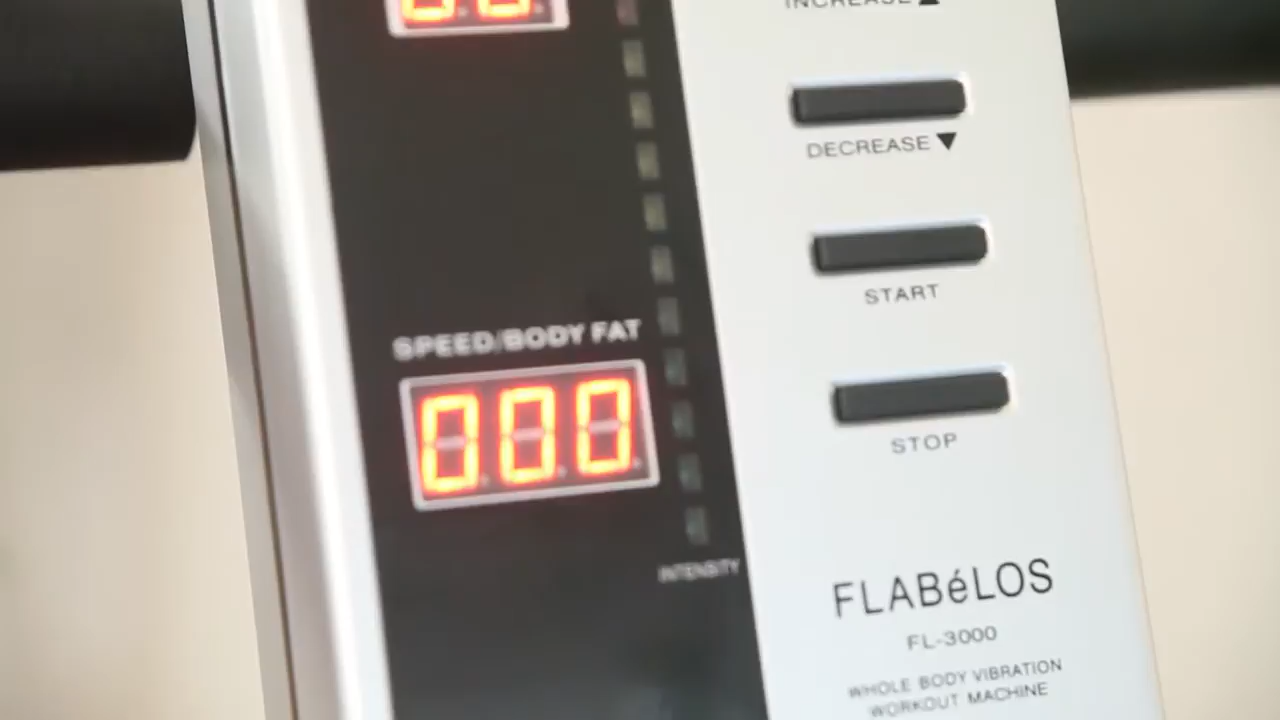 INCREASE ▲
DECREASE ▼
START
SPEED/BODY FAT
000
STOP
INTENSITY
FLABéLOS
FL-3000
WHOLE BODY VIBRATION
WORKOUT MACHINE